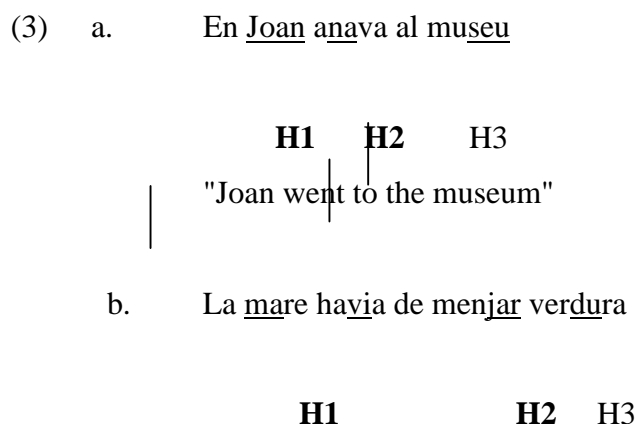 (3) a. En Joan anava al museu
H1 H2 H3
"Joan went to the museum"
b. La mare havia de menjar verdura
H1 H2 H3